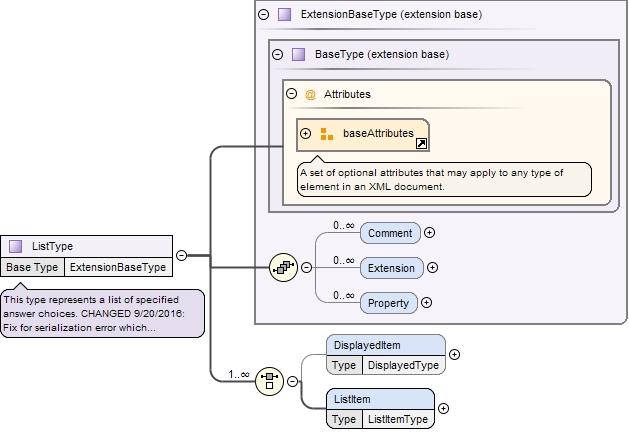 ExtensionBaseType (extension base)
BaseType (extension base)
@ Attributes
baseAttributes
A set of optional attributes that may apply to any type of
element in an XML document.
ListType
Base Type ExtensionBaseType
This type represents a list of specified
answer choices. CHANGED 9/20/2016:
Fix for serialization error which...
0..∞
Comment
0..∞
Extension
0..∞
Property
1..∞
DisplayedItem
Type DisplayedType
ListItem
Type ListItemType